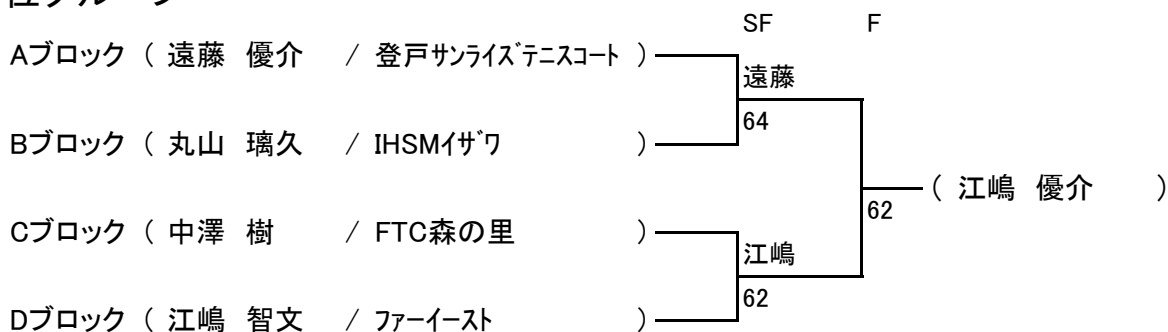 SF F
Aブロック ( 遠藤 優介 / 登戸サンライズテニスコート )
遠藤
64
Bブロック ( 丸山 璃久 / IHSMイザワ )
( 江嶋 優介 )
62
Cブロック ( 中澤 樹 / FTC森の里 )
江嶋
62
Dブロック ( 江嶋 智文 / ファーイースト )